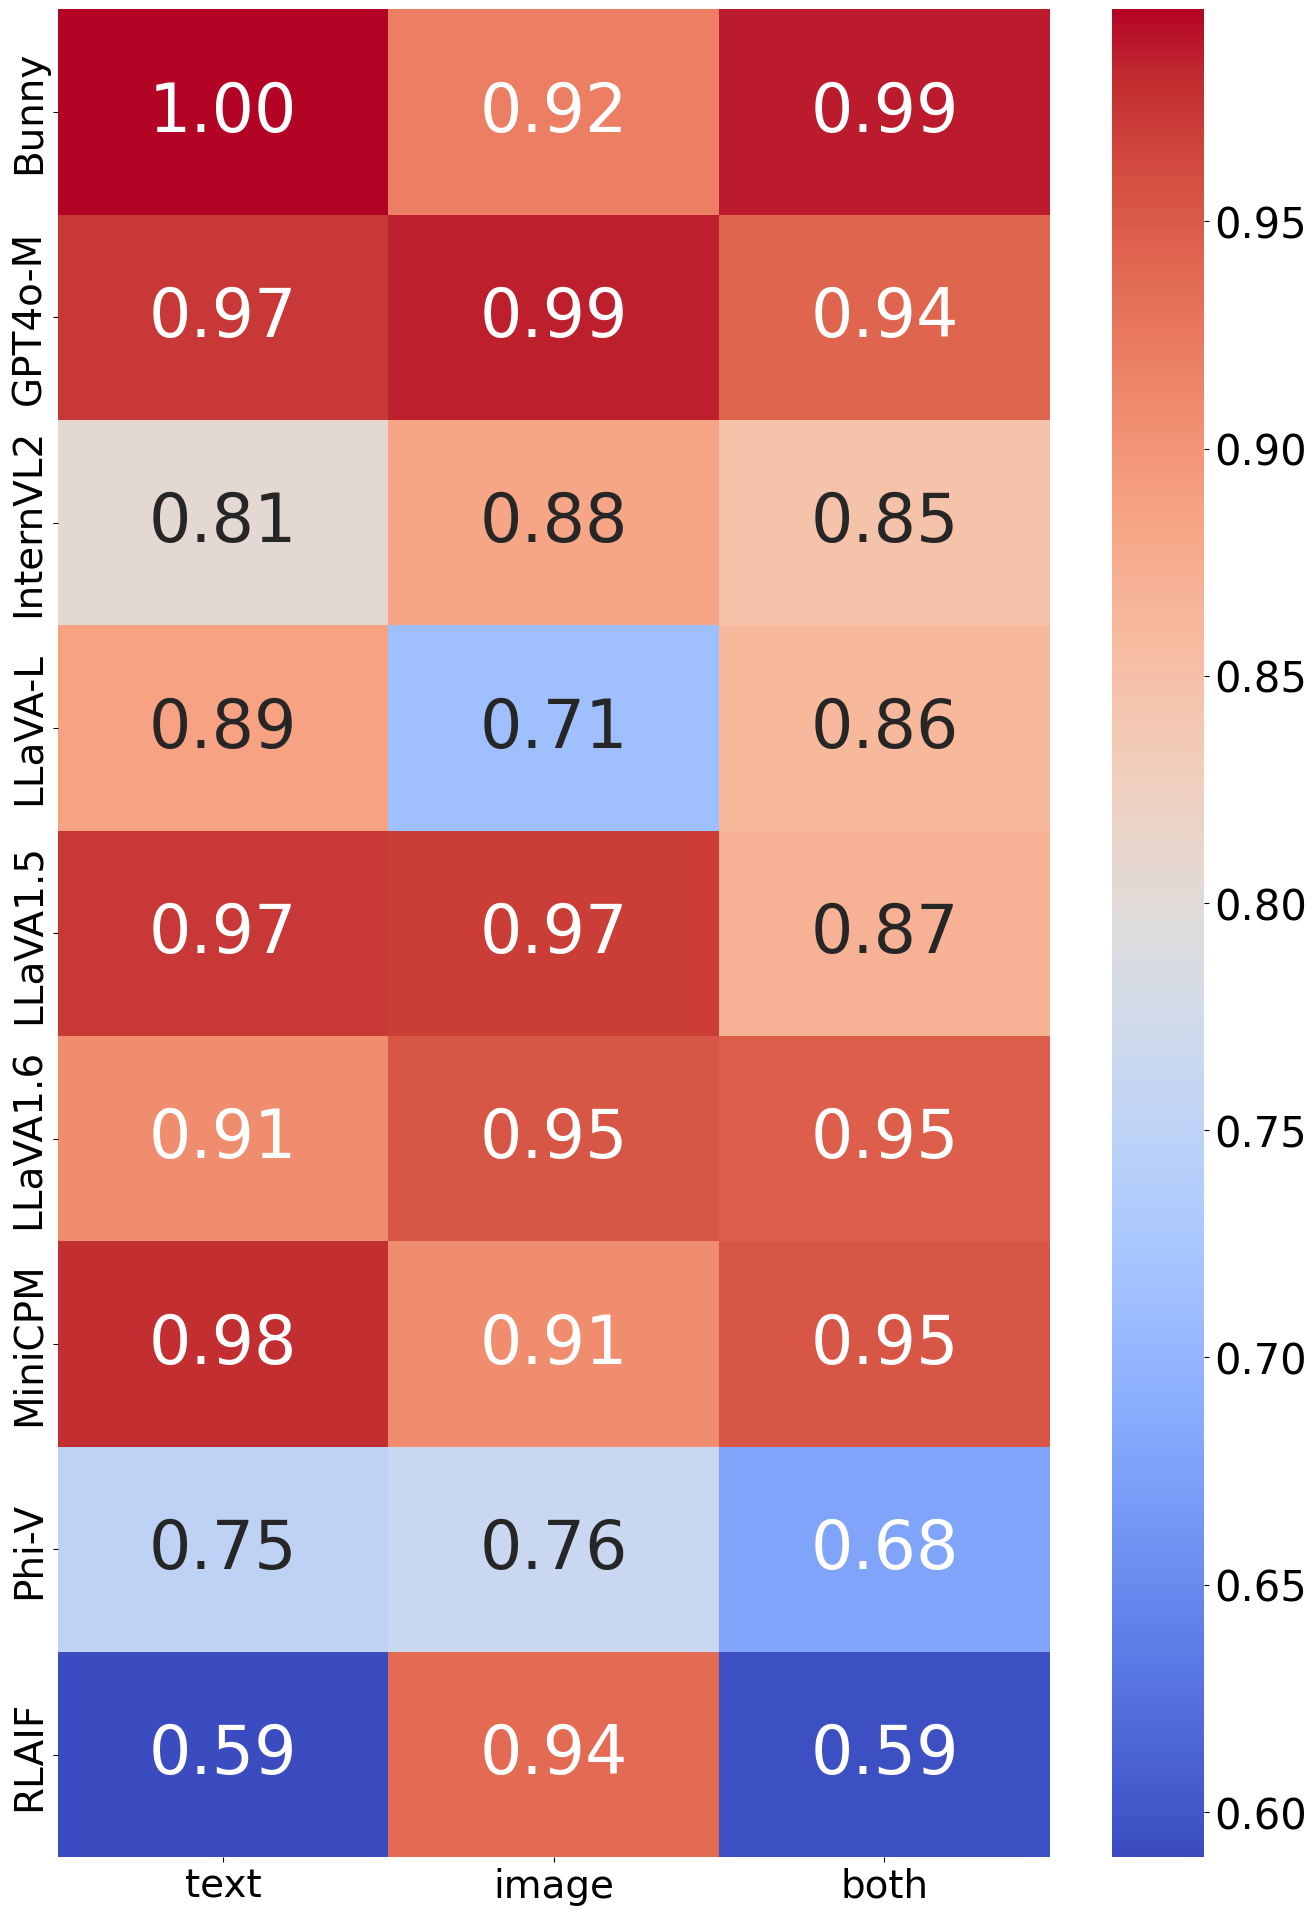 Bunny 1.00 0.92 0.99
GPT4o-M 0.97 0.99 0.94
InternVL2 0.81 0.88 0.85
LLaVA-L 0.89 0.71 0.86
LLaVA1.5 0.97 0.97 0.87
LLaVA1.6 0.91 0.95 0.95
MiniCPM 0.98 0.91 0.95
Phi-V 0.75 0.76 0.68
RLAIF 0.59 0.94 0.59
text image both
0.95
0.90
0.85
0.80
0.75
0.70
0.65
0.60